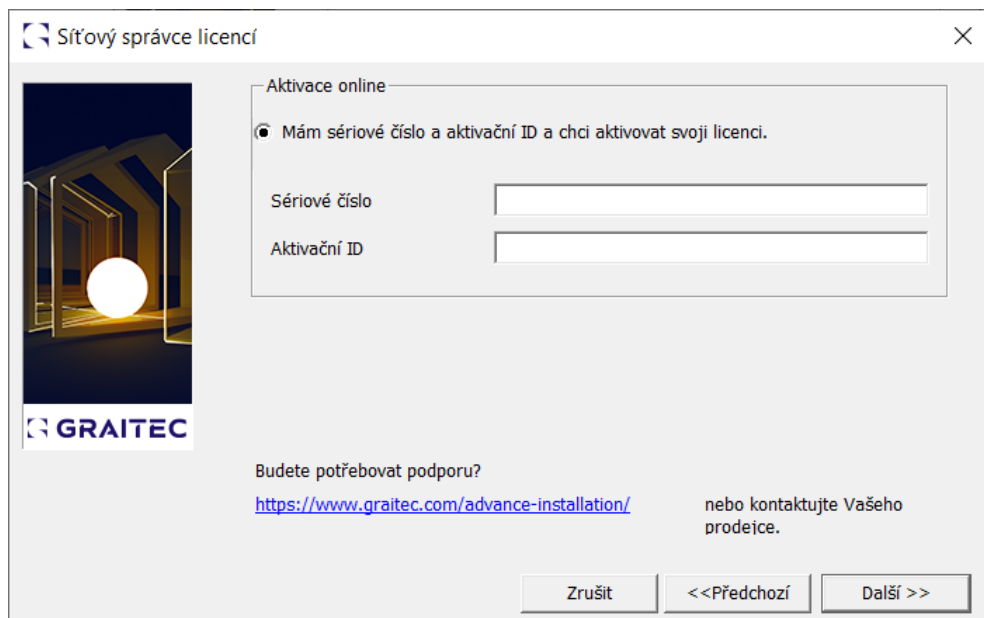 Síťový správce licencí
Aktivace online
Mám sériové číslo a aktivační ID a chci aktivovat svoji licenci.
Sériové číslo
Aktivační ID
GRAITEC
Budete potřebovat podporu?
https://www.graitec.com/advance-installation/ nebo kontaktujte Vašeho
prodejce.
Zrušit <<Předchozí Další >>